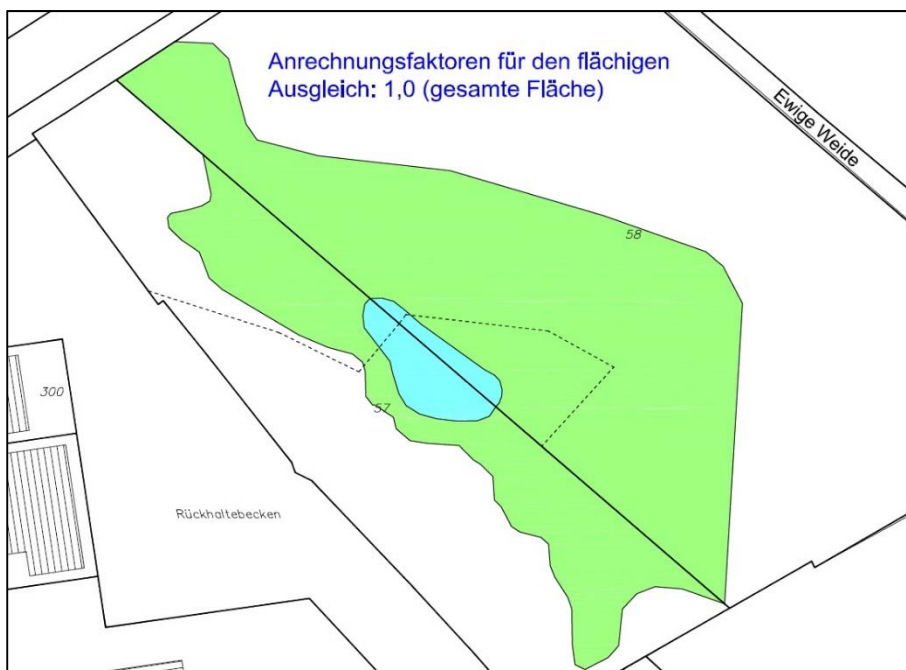 Anrechnungsfaktoren für den flächigen
Ausgleich: 1,0 (gesamte Fläche)
Ewige Weide
58
300
57
Rückhaltebecken